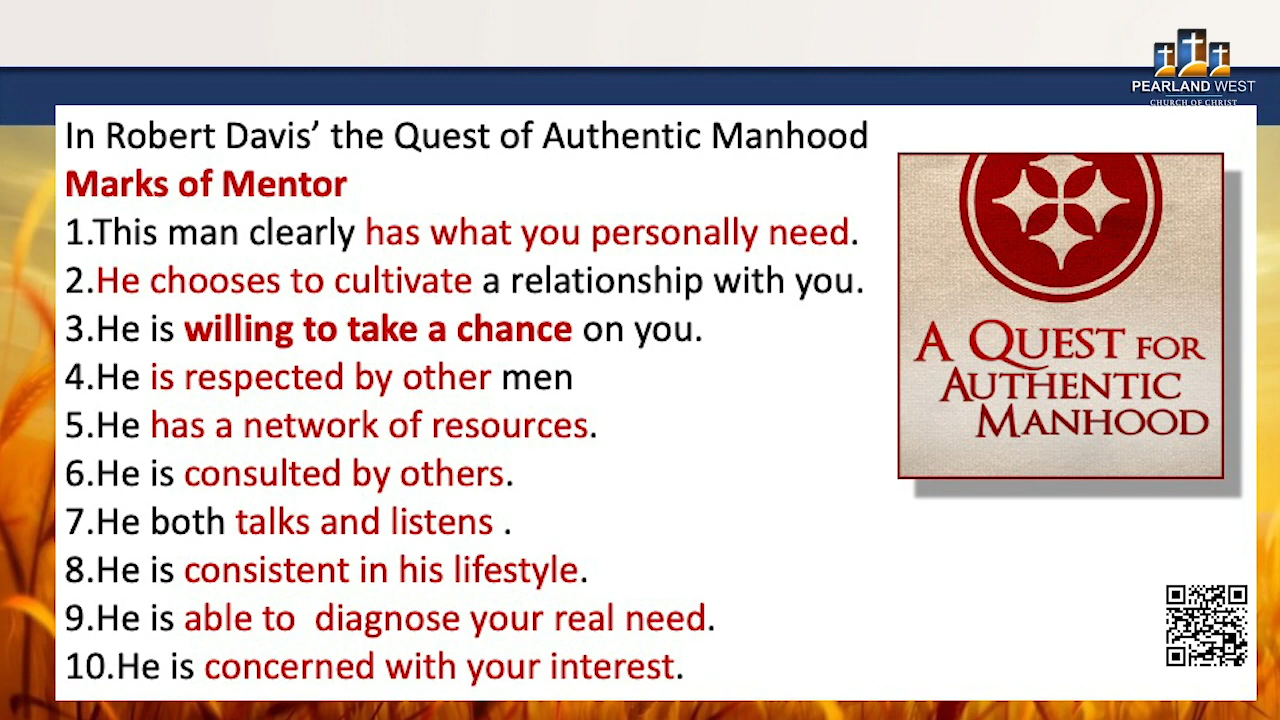 PEARLAND WEST
CHURCH OF CHRIST
In Robert Davis’ the Quest of Authentic Manhood
Marks of Mentor
1.This man clearly has what you personally need.
2.He chooses to cultivate a relationship with you.
3.He is willing to take a chance on you.
4.He is respected by other men
5.He has a network of resources.
6.He is consulted by others.
7.He both talks and listens .
8.He is consistent in his lifestyle.
9.He is able to  diagnose your real need.
10.He is concerned with your interest.
A QUEST FOR
AUTHENTIC
MANHOOD